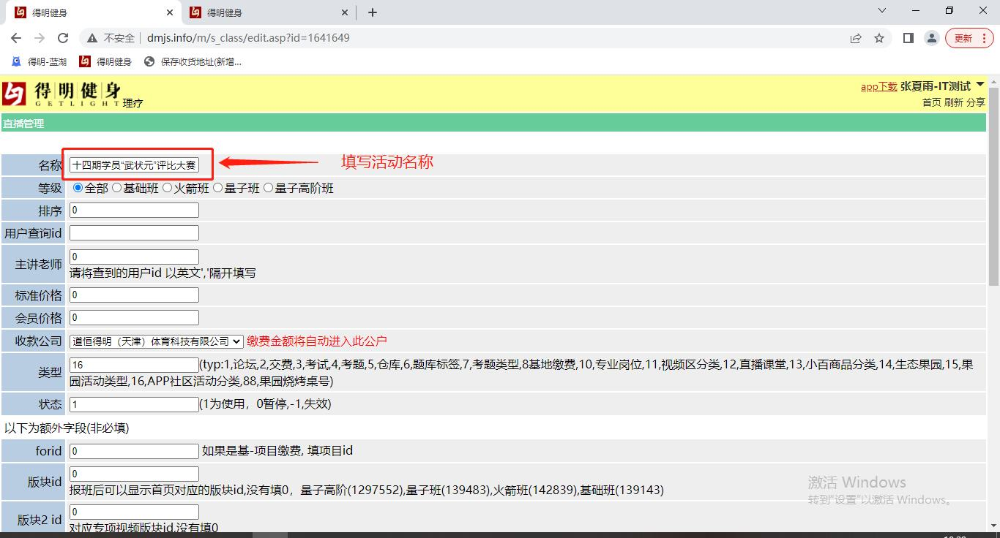 得明健身
得明健身
不安全 dmjs.info/m/s_class/edit.asp?id=1641649
更新
得明-蓝湖 得明健身 保存收货地址(新增...
得明健身 GETLIGHT 理疗
app下载 张夏雨-IT测试
首页 刷新 分享
直播管理
名称 十四期学员“武状元”评比大赛 填写活动名称
等级 全部 基础班 火箭班 量子班 量子高阶班
排序 0
用户查询id
主讲老师 0
请将查到的用户id 以英文','隔开填写
标准价格 0
会员价格 0
收款公司 道恒得明（天津）体育科技有限公司 缴费金额将自动进入此公户
类型 16 (typ:1,论坛,2,交费,3,考试,4,考题,5,仓库,6,题库标签,7,考题类型,8基地缴费,10,专业岗位,11,视频区分类,12,直播课堂,13,小百商品分类,14,生态果园,15,果
园活动类型,16,APP社区活动分类,88,果园烧烤桌号)
状态 1 (1为使用，0暂停,-1,失效)
以下为额外字段(非必填)
forid 0 如果是基-项目缴费, 填项目id
版块id 0
报班后可以显示首页对应的版块id,没有填0，量子高阶(1297552),量子班(139483),火箭班(142839),基础班(139143)
版块2 id 0
对应专项视频版块id,没有填0
激活 Windows
转到"设置"以激活 Windows。